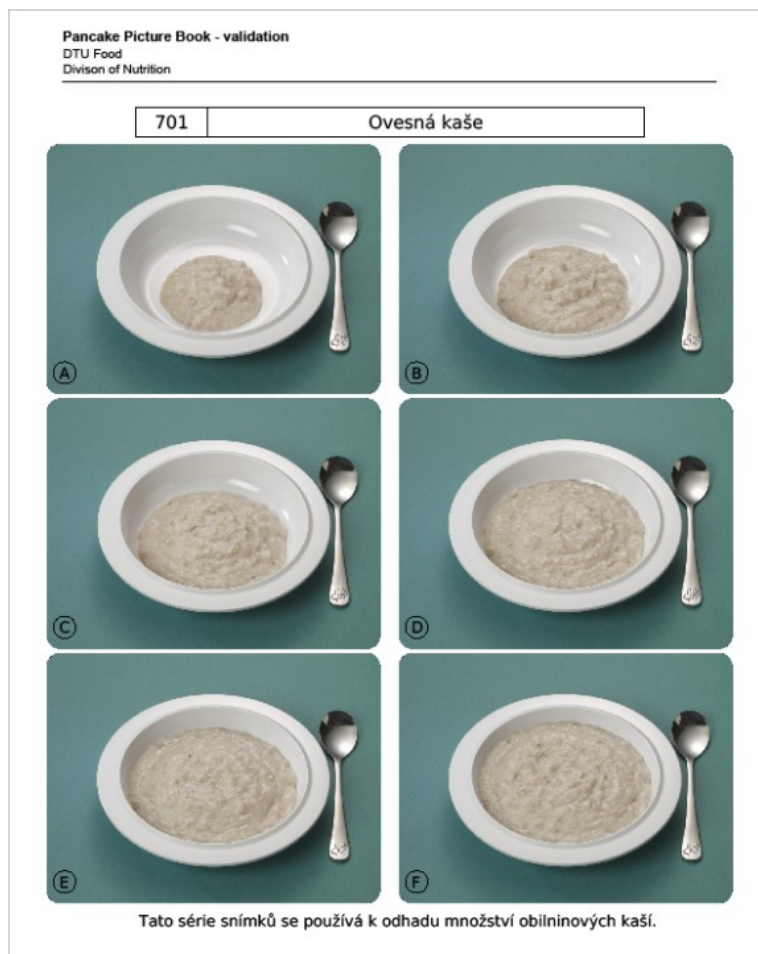 Pancake Picture Book - validation
DTU Food
Divison of Nutrition
701 Ovesná kaše
A B
C D
E F
Tato série snímků se používá k odhadu množství obilninových kaší.